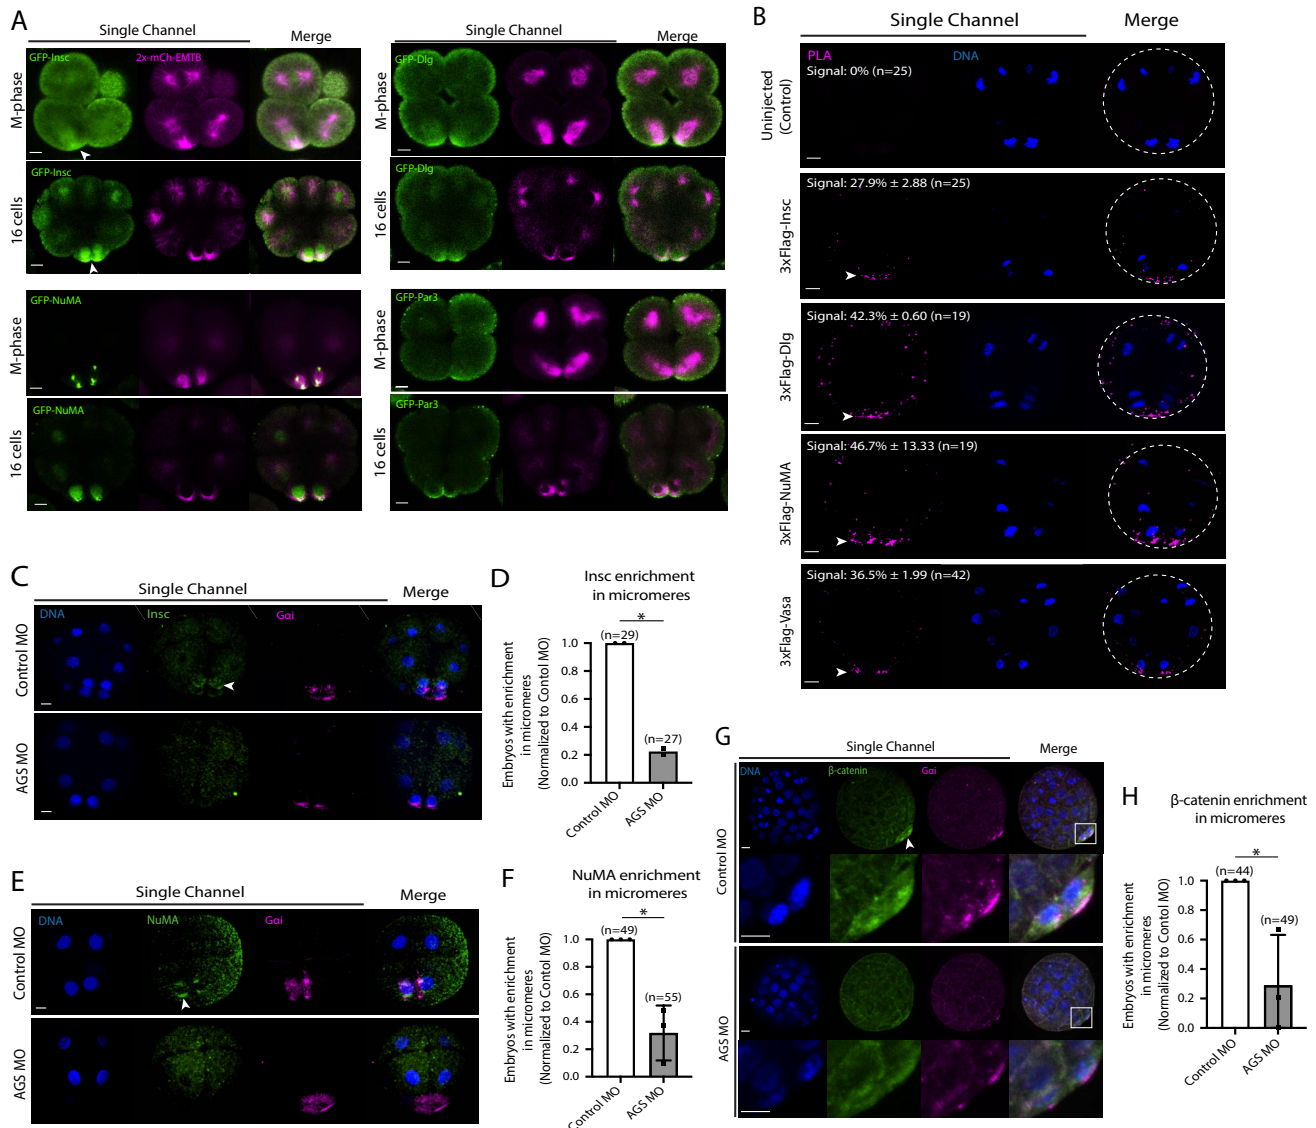 A
Single Channel
Merge
GFP-Insc
2x-mCh-EMTB
M-phase
GFP-Insc
16 cells
GFP-NuMA
M-phase
GFP-NuMA
16 cells
Single Channel
Merge
GFP-Dlg
M-phase
GFP-Dlg
16 cells
GFP-Par3
M-phase
GFP-Par3
16 cells
B
Single Channel
Merge
PLA
DNA
Signal: 0% (n=25)
Uninjected
(Control)
Signal: 27.9% ± 2.88 (n=25)
3xFlag-Insc
Signal: 42.3% ± 0.60 (n=19)
3xFlag-Dlg
Signal: 46.7% ± 13.33 (n=19)
3xFlag-NuMA
Signal: 36.5% ± 1.99 (n=42)
3xFlag-Vasa
C
Single Channel
Merge
DNA
Insc
Gαi
Control MO
AGS MO
D
Insc enrichment
in micromeres
*
(n=29)
(n=27)
1.0
0.8
0.6
0.4
0.2
0.0
Embryos with enrichment
in micromeres
(Normalized to Contol MO)
Control MO
AGS MO
E
Single Channel
Merge
DNA
NuMA
Gαi
Control MO
AGS MO
F
NuMA enrichment
in micromeres
*
(n=49)
(n=55)
1.0
0.8
0.6
0.4
0.2
0.0
Embryos with enrichment
in micromeres
(Normalized to Contol MO)
Control MO
AGS MO
G
Single Channel
Merge
DNA
β-catenin
Gαi
Control MO
AGS MO
H
β-catenin enrichment
in micromeres
*
(n=44)
(n=49)
1.0
0.8
0.6
0.4
0.2
0.0
Embryos with enrichment
in micromeres
(Normalized to Contol MO)
Control MO
AGS MO